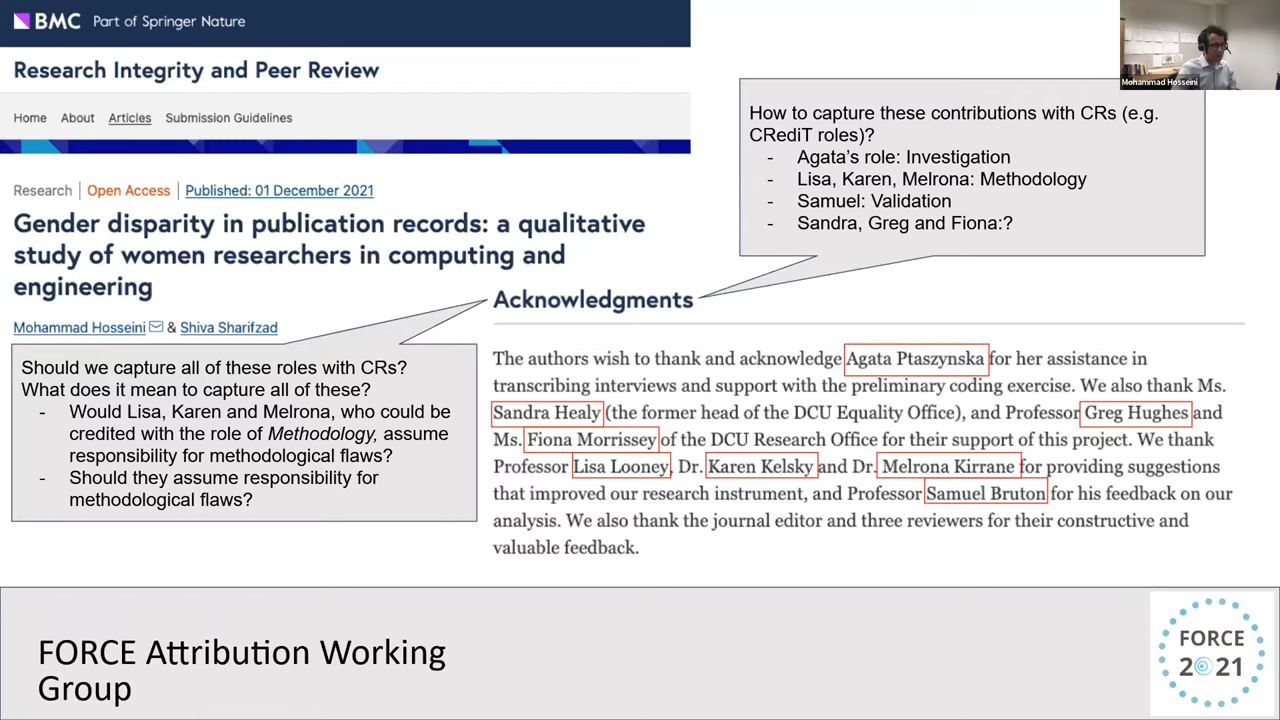 BMC Part of Springer Nature
Research Integrity and Peer Review
Home About Articles Submission Guidelines
Research | Open Access | Published: 01 December 2021
Gender disparity in publication records: a qualitative
study of women researchers in computing and
engineering
Mohammad Hosseini & Shiva Sharifzad
Mohammad Hosseini
How to capture these contributions with CRs (e.g.
CRediT roles)?
- Agata's role: Investigation
- Lisa, Karen, Melrona: Methodology
- Samuel: Validation
- Sandra, Greg and Fiona:?
Should we capture all of these roles with CRs?
What does it mean to capture all of these?
- Would Lisa, Karen and Melrona, who could be
credited with the role of Methodology, assume
responsibility for methodological flaws?
- Should they assume responsibility for
methodological flaws?
Acknowledgments
The authors wish to thank and acknowledge Agata Ptaszynska for her assistance in
transcribing interviews and support with the preliminary coding exercise. We also thank Ms.
Sandra Healy (the former head of the DCU Equality Office), and Professor Greg Hughes and
Ms. Fiona Morrissey of the DCU Research Office for their support of this project. We thank
Professor Lisa Looney, Dr. Karen Kelsky and Dr. Melrona Kirrane for providing suggestions
that improved our research instrument, and Professor Samuel Bruton for his feedback on our
analysis. We also thank the journal editor and three reviewers for their constructive and
valuable feedback.
FORCE Attribution Working
Group
FORCE
2021